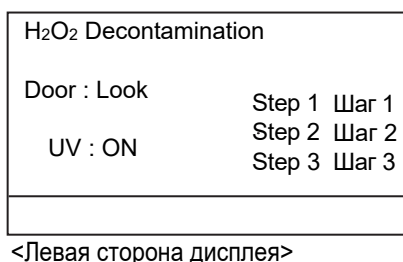 H₂O₂ Decontamination
Door : Look
Step 1 Шаг 1
Step 2 Шаг 2
UV : ON
Step 3 Шаг 3
<Левая сторона дисплея>